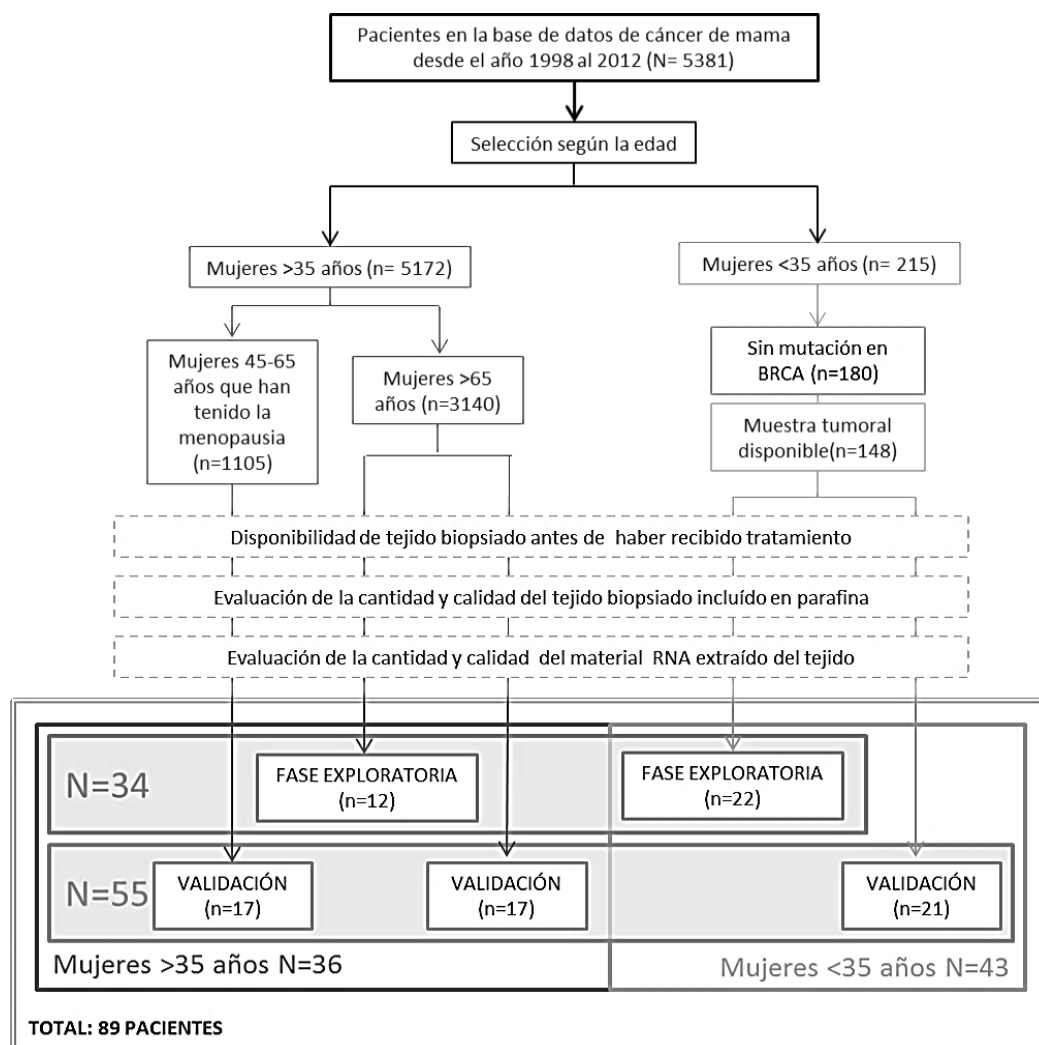 Pacientes en la base de datos de cáncer de mama
desde el año 1998 al 2012 (N= 5381)
Selección según la edad
Mujeres >35 años (n= 5172)
Mujeres <35 años (n= 215)
Mujeres 45-65
años que han
tenido la
menopausia
(n=1105)
Mujeres >65
años (n=3140)
Sin mutación en
BRCA (n=180)
Muestra tumoral
disponible(n=148)
Disponibilidad de tejido biopsiado antes de haber recibido tratamiento
Evaluación de la cantidad y calidad del tejido biopsiado incluído en parafina
Evaluación de la cantidad y calidad del material RNA extraído del tejido
N=34
FASE EXPLORATORIA
(n=12)
FASE EXPLORATORIA
(n=22)
N=55
VALIDACIÓN
(n=17)
VALIDACIÓN
(n=17)
VALIDACIÓN
(n=21)
Mujeres >35 años N=36
Mujeres <35 años N=43
TOTAL: 89 PACIENTES